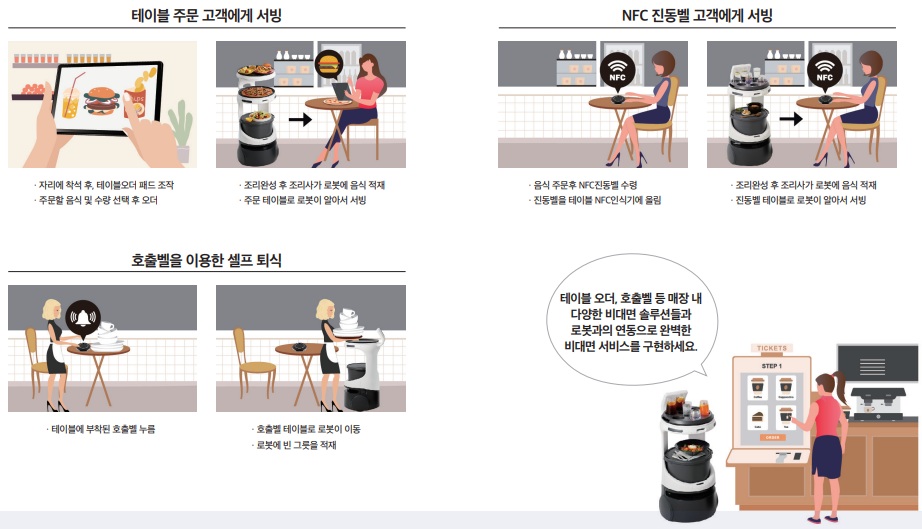 테이블 주문 고객에게 서빙
· 자리에 착석 후, 테이블오더 패드 조작
· 주문할 음식 및 수량 선택 후 오더
· 조리완성 후 조리사가 로봇에 음식 적재
· 주문 테이블로 로봇이 알아서 서빙
NFC 진동벨 고객에게 서빙
NFC
NFC
· 음식 주문후 NFC진동벨 수령
· 진동벨을 테이블 NFC인식기에 올림
· 조리완성 후 조리사가 로봇에 음식 적재
· 진동벨 테이블로 로봇이 알아서 서빙
호출벨을 이용한 셀프 퇴식
· 테이블에 부착된 호출벨 누름
· 호출벨 테이블로 로봇이 이동
· 로봇에 빈 그릇을 적재
테이블 오더, 호출벨 등 매장 내
다양한 비대면 솔루션들과
로봇과의 연동으로 완벽한
비대면 서비스를 구현하세요.
TICKETS
STEP 1
Coffee
Cappuccino
Cake
Tea
ORDER